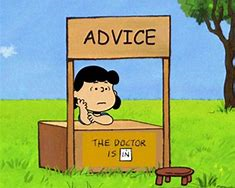 ADVICE
THE DOCTOR
IS IN